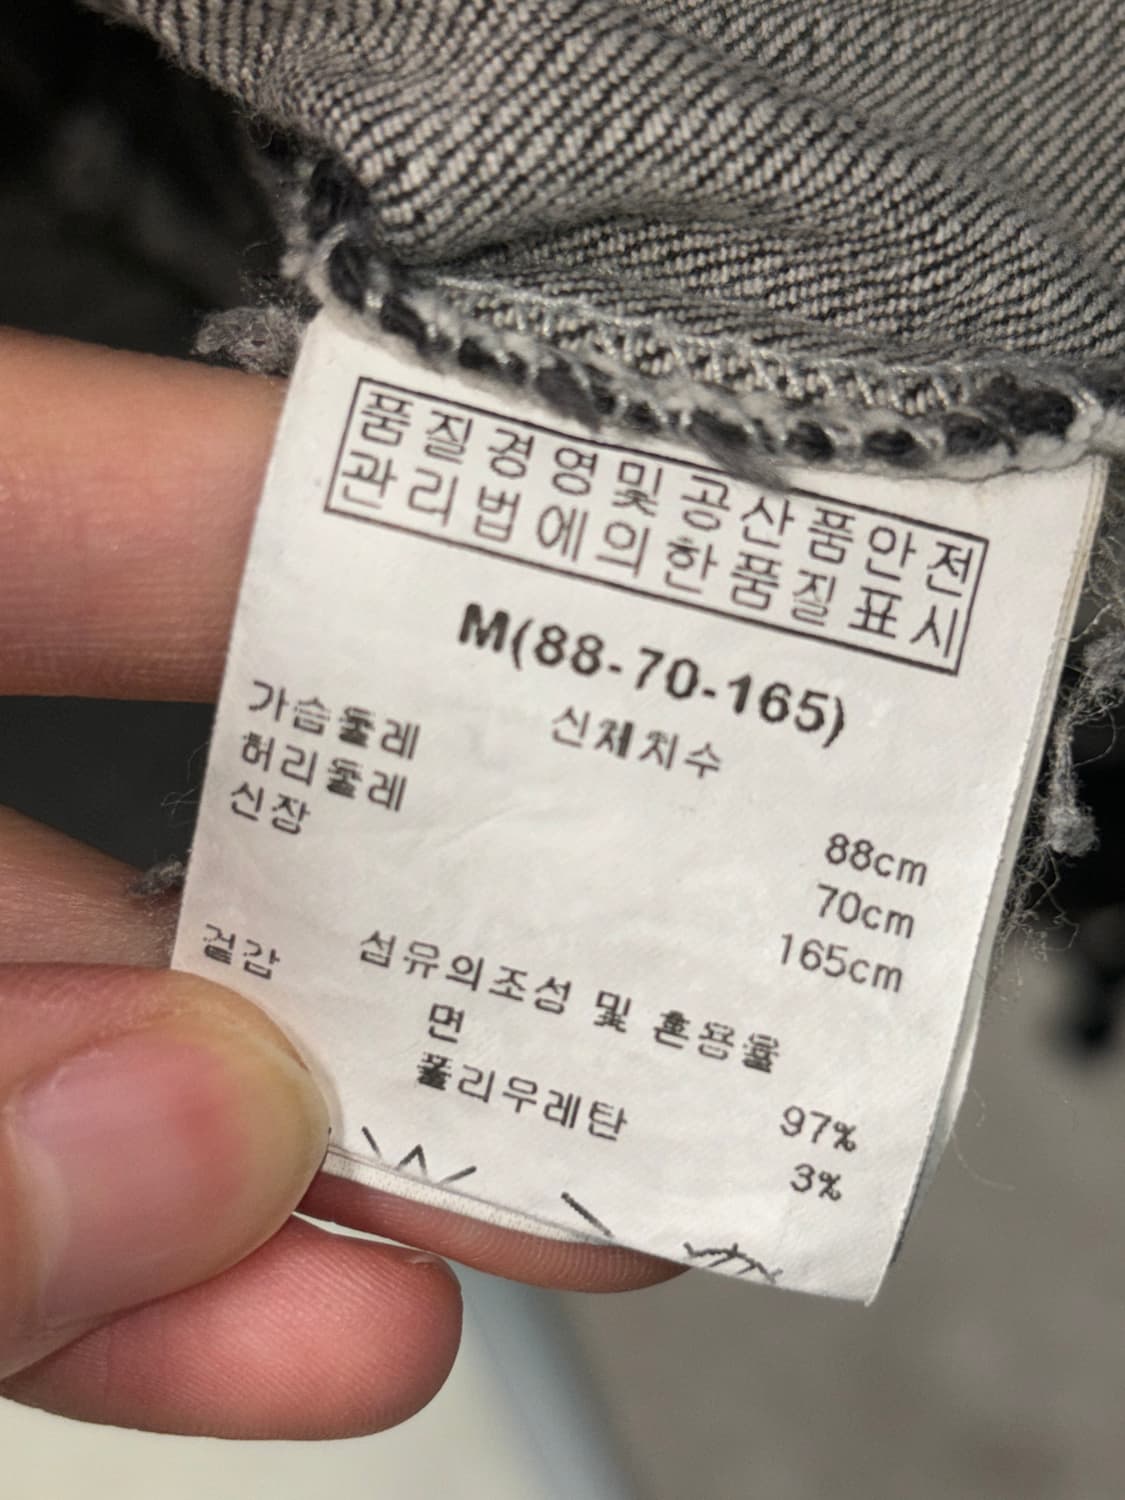 품질경영및공산품안전
관리법에의한품질표시
M(88-70-165)
신체치수
가슴둘레 88cm
허리둘레 70cm
신장 165cm
섬유의조성 및 혼용율
겉감 면 97%
폴리우레탄 3%